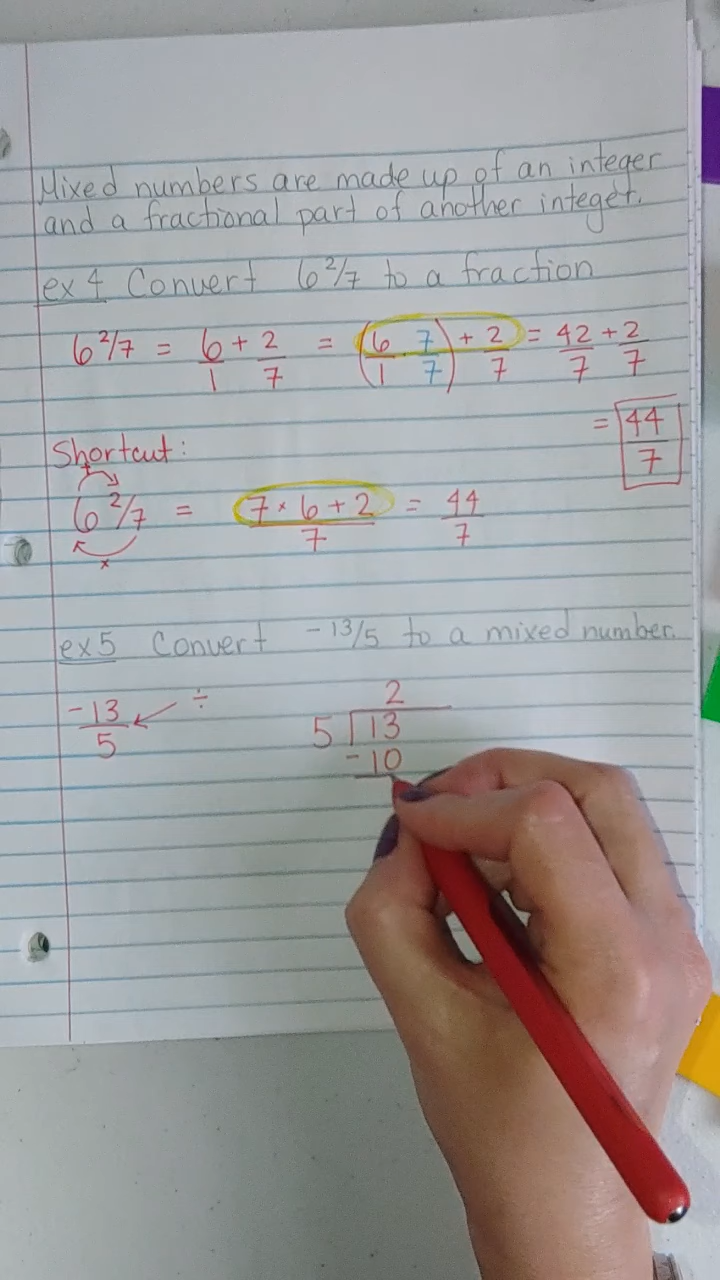 Mixed numbers are made up of an integer
and a fractional part of another integer.
ex 4 Convert 6 2/7 to a fraction
6 2/7 = 6/1 + 2/7 = (6/1 7/7) + 2/7 = 42/7 + 2/7
= 44/7
Shortcut:
+
6 2/7 = 7 × 6 + 2/7 = 44/7
×
ex 5 Convert -13/5 to a mixed number.
-13/5 ÷
2
5 13
-10